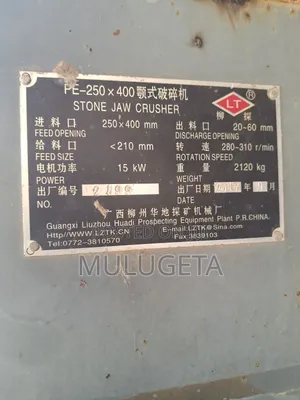 PE-250×400 颚式破碎机
STONE JAW CRUSHER
LT ®
柳探
进料口 250×400 mm 出料口 20~60 mm
FEED OPENING DISCHARGE OPENING
给料口 <210 mm 转速 280-310 r/min
FEED SIZE ROTATION SPEED
电机功率 15 kW 重量 2120 kg
POWER WEIGHT
出厂编号 出厂日期 年 月
NO.
广西柳州华地探矿机械厂
Guangxi Liuzhou Huadi Prospecting Equipment Plant P.R.CHINA.
Http//WWW.LZTK.CN E-mail:LZTK@Sina.com
Tel:0772-3810570 Fax:3839103
MULUGETA